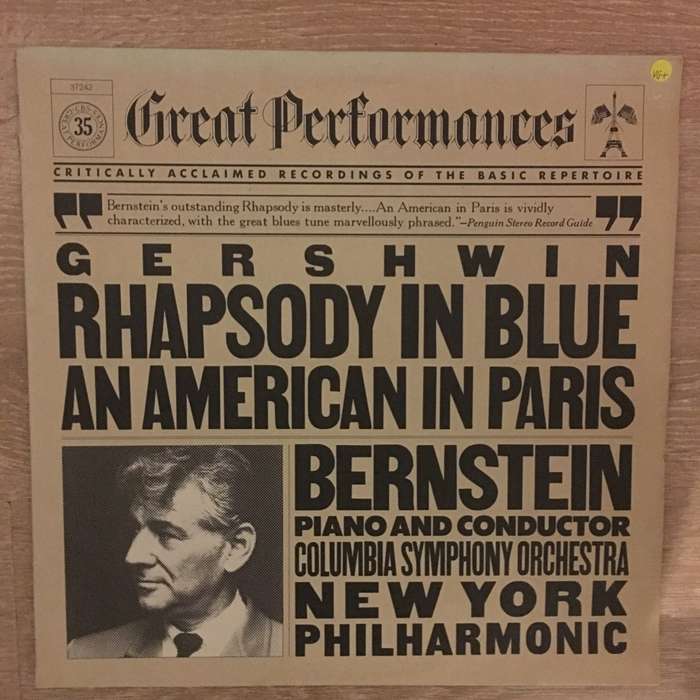 37242
35
Great Performances
VG+
CRITICALLY ACCLAIMED RECORDINGS OF THE BASIC REPERTOIRE
"Bernstein's outstanding Rhapsody is masterly....An American in Paris is vividly
characterized, with the great blues tune marvellously phrased."–Penguin Stereo Record Guide
GERSHWIN
RHAPSODY IN BLUE
AN AMERICAN IN PARIS
BERNSTEIN
PIANO AND CONDUCTOR
COLUMBIA SYMPHONY ORCHESTRA
NEW YORK
PHILHARMONIC